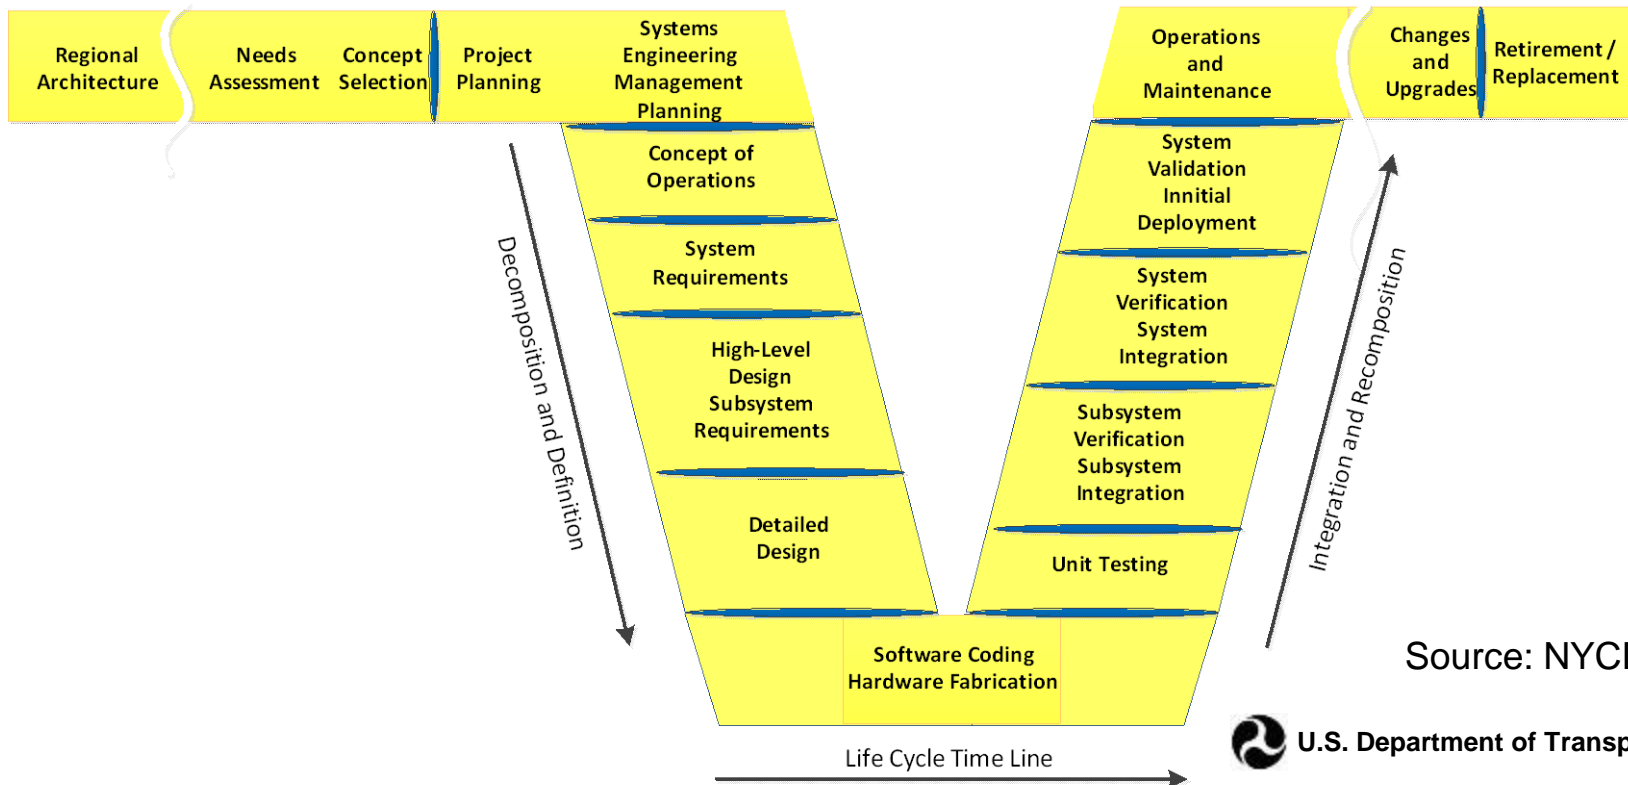 Regional
Architecture
Needs
Assessment
Concept
Selection
Project
Planning
Systems
Engineering
Management
Planning
Concept of
Operations
System
Requirements
High-Level
Design
Subsystem
Requirements
Detailed
Design
Decomposition and Definition
Software Coding
Hardware Fabrication
Unit Testing
Subsystem
Verification
Subsystem
Integration
System
Verification
System
Integration
System
Validation
Innitial
Deployment
Operations
and
Maintenance
Changes
and
Upgrades
Retirement /
Replacement
Integration and Recomposition
Life Cycle Time Line
Source:
U.S. Department of